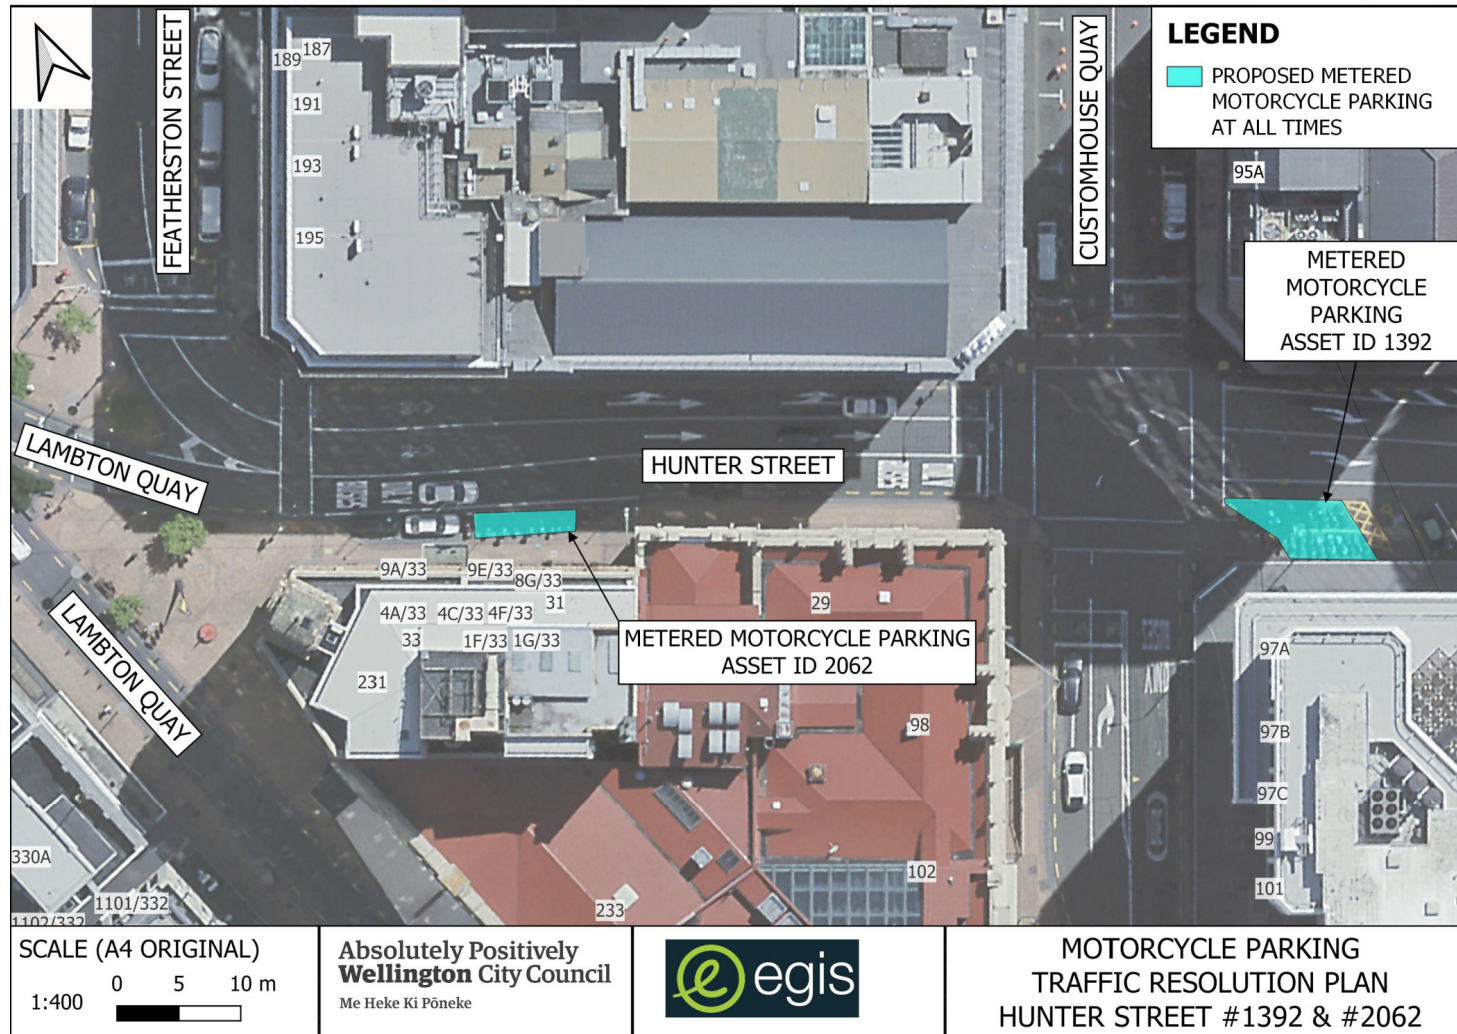 FEATHERSTON STREET
CUSTOMHOUSE QUAY
LEGEND
PROPOSED METERED
MOTORCYCLE PARKING
AT ALL TIMES
187
189
191
193
195
95A
METERED
MOTORCYCLE
PARKING
ASSET ID 1392
LAMBTON QUAY
HUNTER STREET
9A/33
9E/33
8G/33
31
4A/33
4C/33
4F/33
33
1F/33
1G/33
29
METERED MOTORCYCLE PARKING
ASSET ID 2062
LAMBTON QUAY
231
98
97A
97B
97C
99
101
102
330A
1101/332
1102/332
233
SCALE (A4 ORIGINAL)
1:400
0 5 10 m
Absolutely Positively
Wellington City Council
Me Heke Ki Pōneke
e egis
MOTORCYCLE PARKING
TRAFFIC RESOLUTION PLAN
HUNTER STREET #1392 & #2062